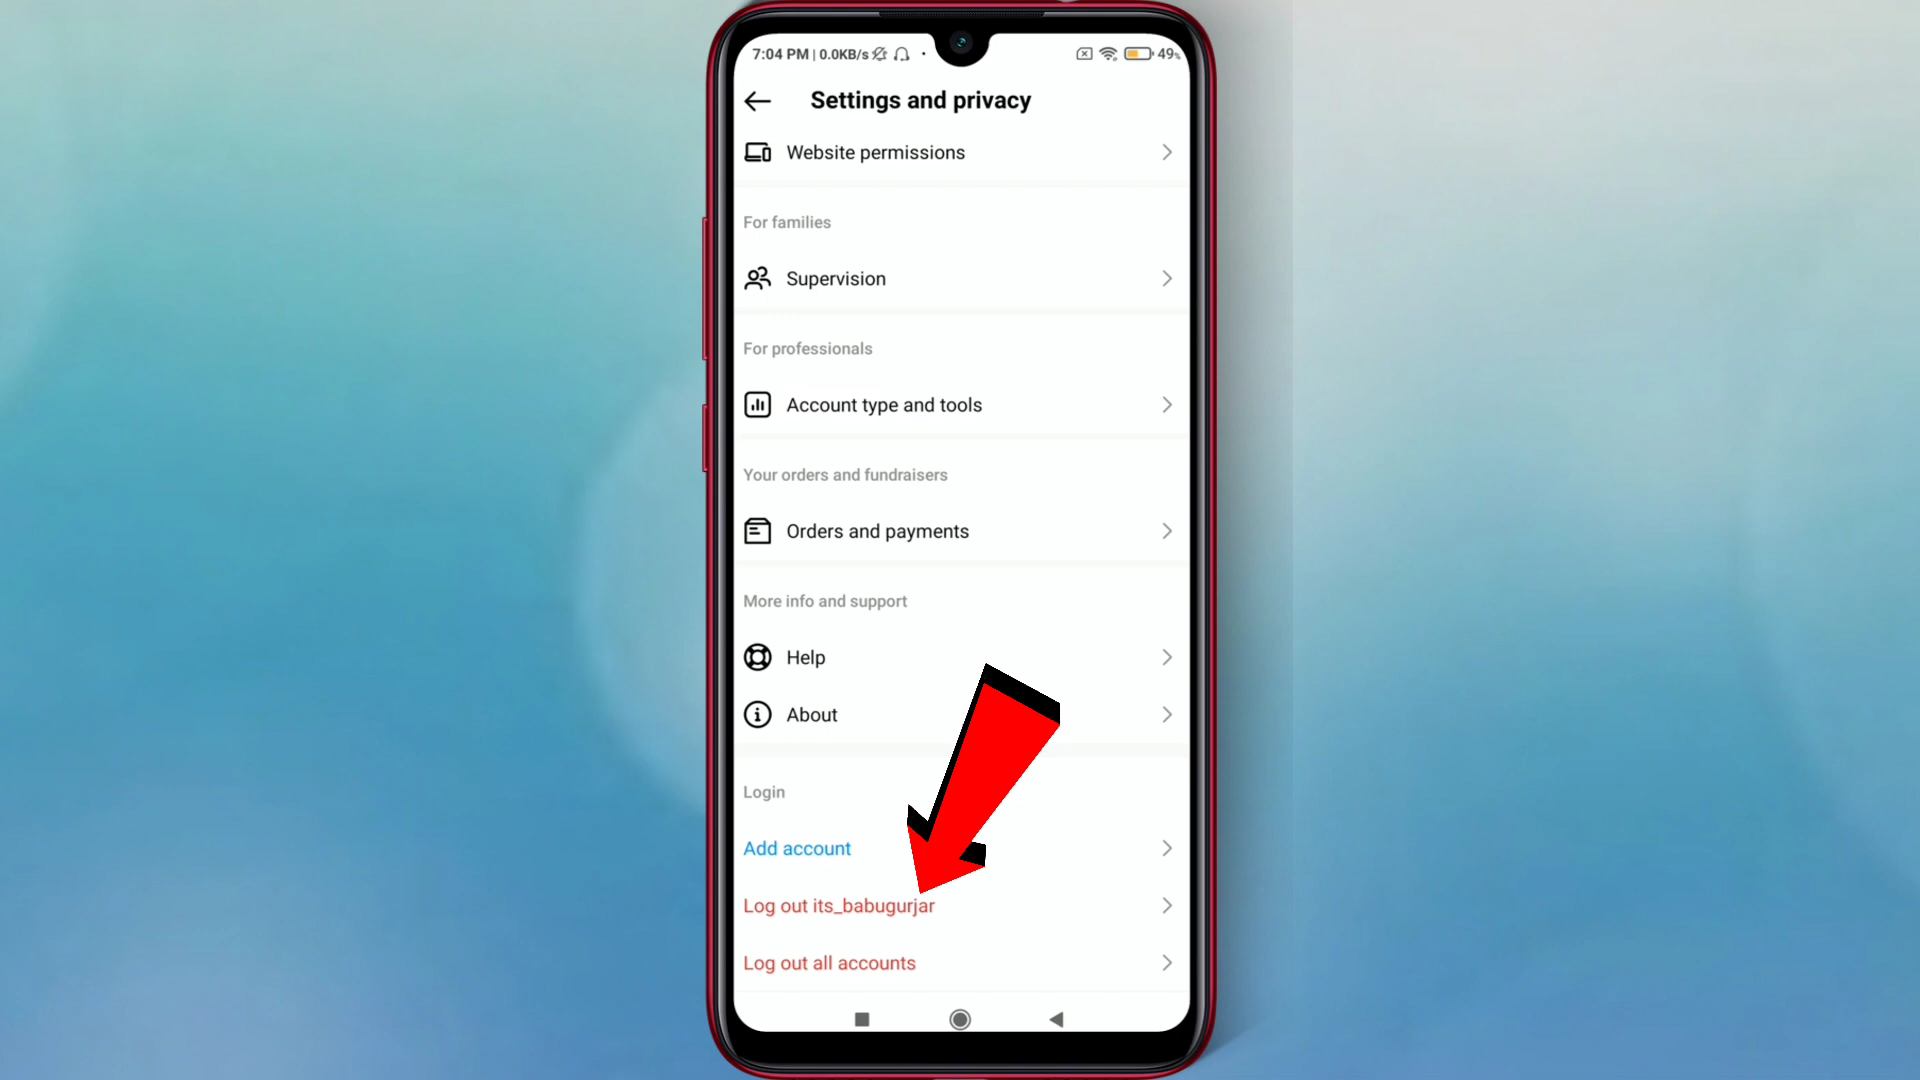 7:04 PM | 0.0KB/s 49%
Settings and privacy
Website permissions
For families
Supervision
For professionals
Account type and tools
Your orders and fundraisers
Orders and payments
More info and support
Help
About
Login
Add account
Log out its_babugurjar
Log out all accounts